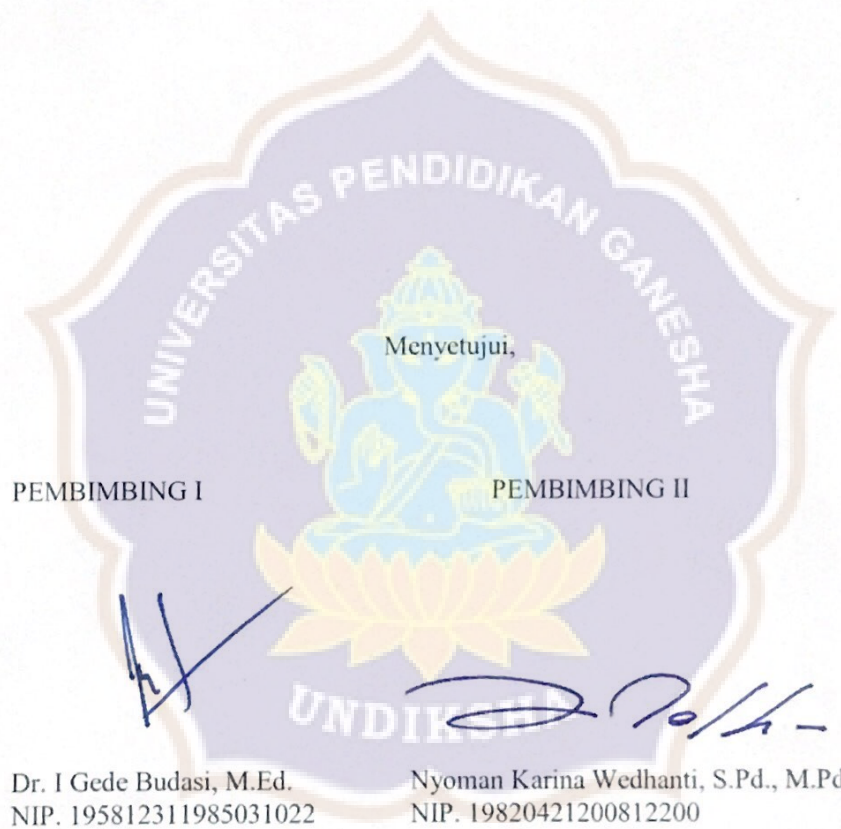 UNIVERSITAS PENDIDIKAN GANESHA
Menyetujui,
PEMBIMBING I
PEMBIMBING II
UNDIKSHA
Dr. I Gede Budasi, M.Ed.
Nyoman Karina Wedhanti, S.Pd., M.Pd
NIP. 195812311985031022
NIP. 19820421200812200